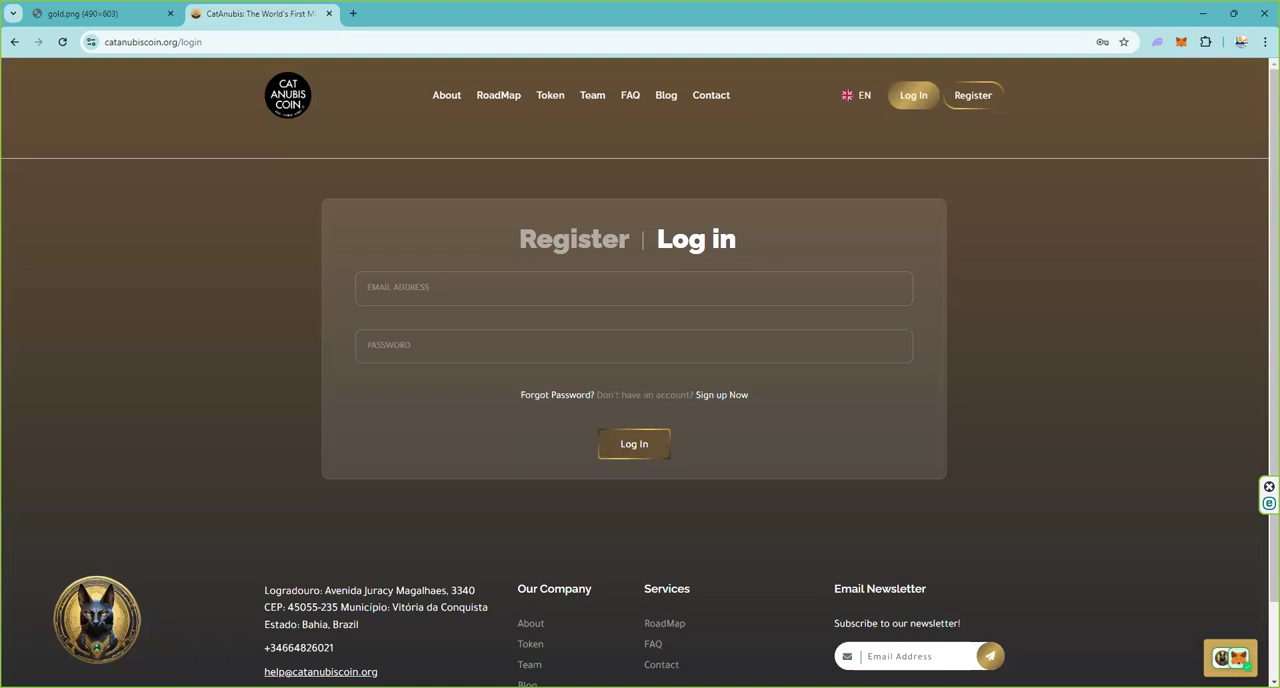 gold.png (490×603)
CatAnubis: The World's First M
catanubiscoin.org/login
CAT
ANUBIS
COIN
About
RoadMap
Token
Team
FAQ
Blog
Contact
EN
Log In
Register
Register | Log in
EMAIL ADDRESS
PASSWORD
Forgot Password? Don't have an account? Sign up Now
Log In
Logradouro: Avenida Juracy Magalhaes, 3340
CEP: 45055-235 Município: Vitória da Conquista
Estado: Bahia, Brazil
+34664826021
help@catanubiscoin.org
Our Company
About
Token
Team
Blog
Services
RoadMap
FAQ
Contact
Email Newsletter
Subscribe to our newsletter!
Email Address